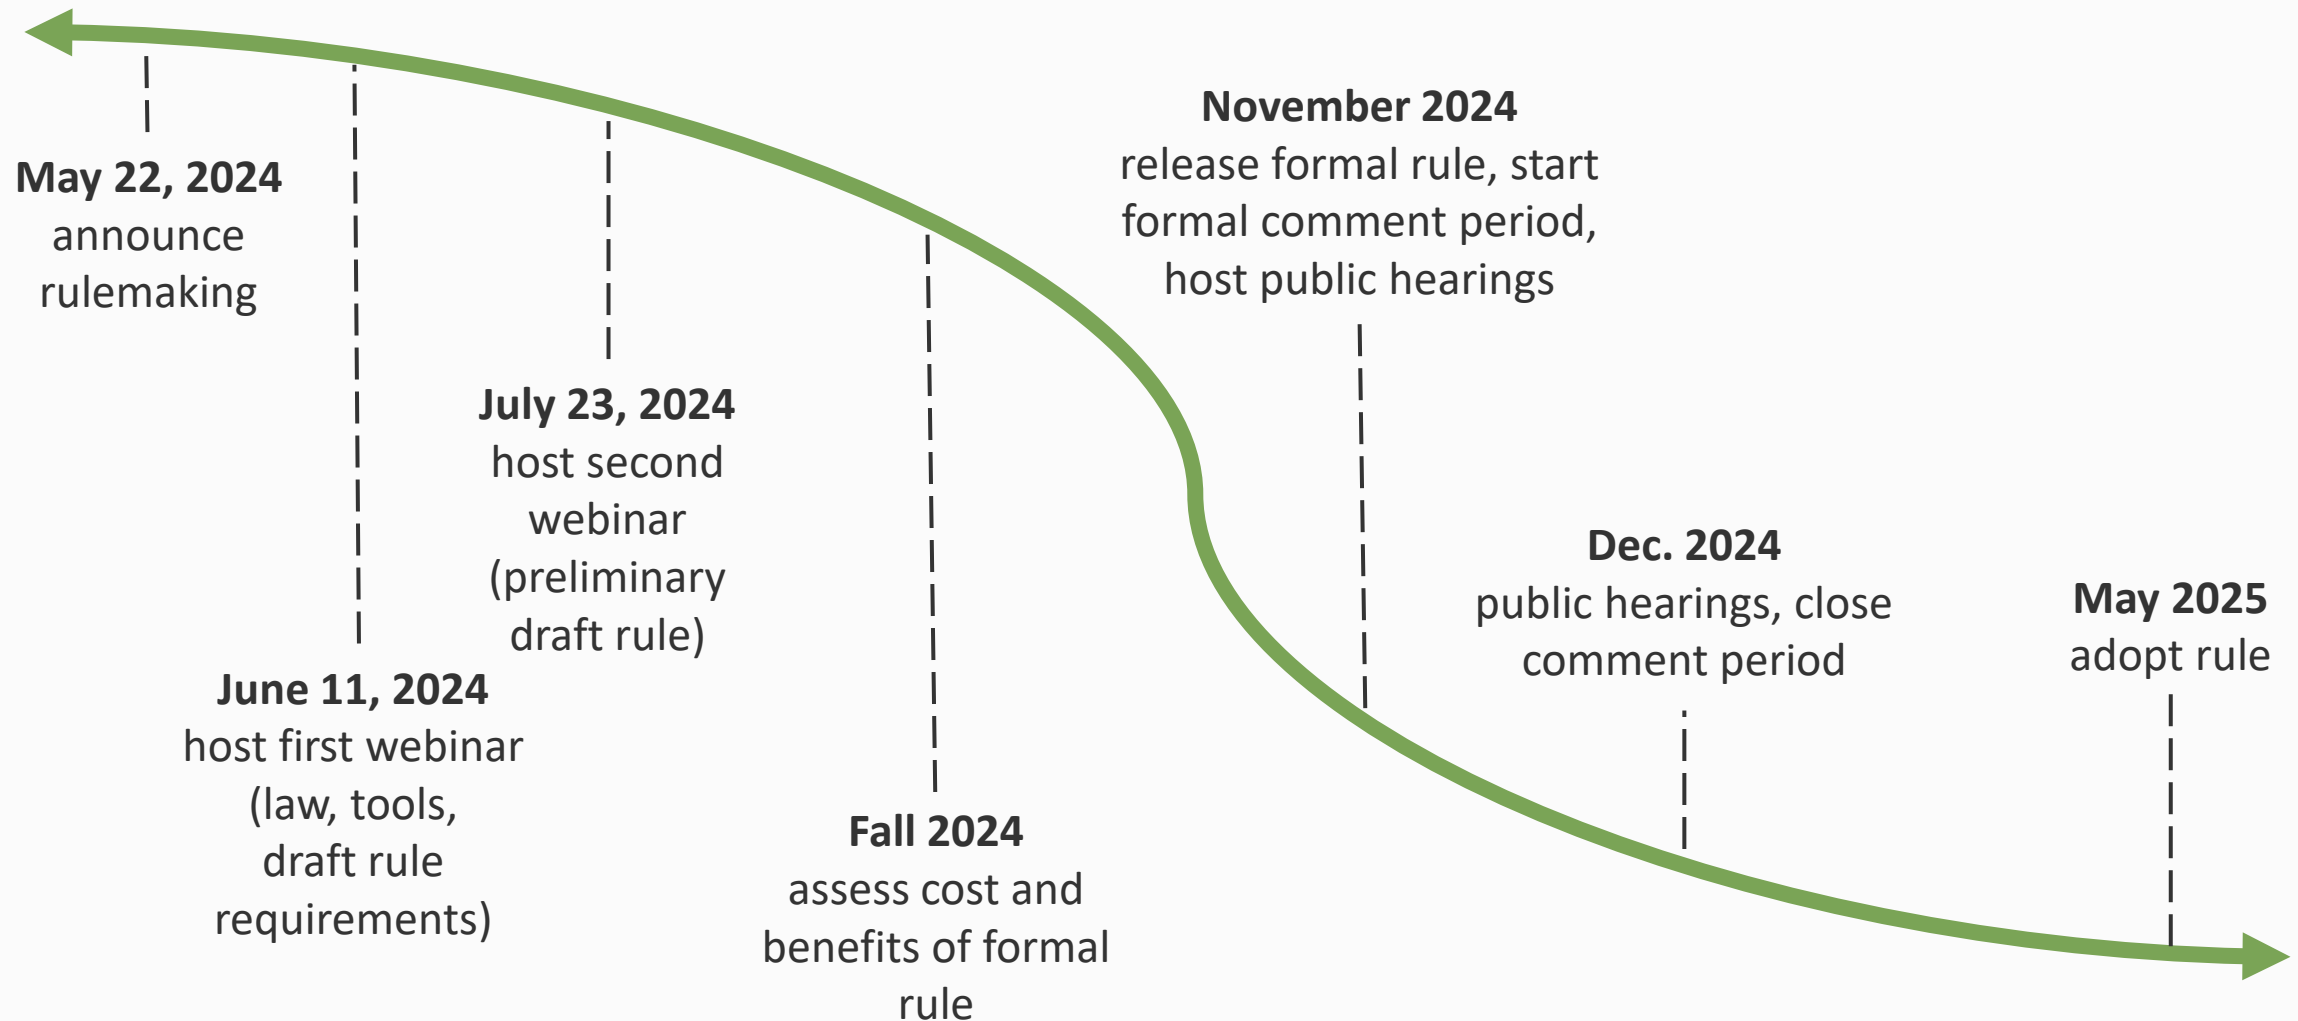 May 22, 2024
announce
rulemaking
June 11, 2024
host first webinar
(law, tools,
draft rule
requirements)
July 23, 2024
host second
webinar
(preliminary
draft rule)
Fall 2024
assess cost and
benefits of formal
rule
November 2024
release formal rule, start
formal comment period,
host public hearings
Dec. 2024
public hearings, close
comment period
May 2025
adopt rule